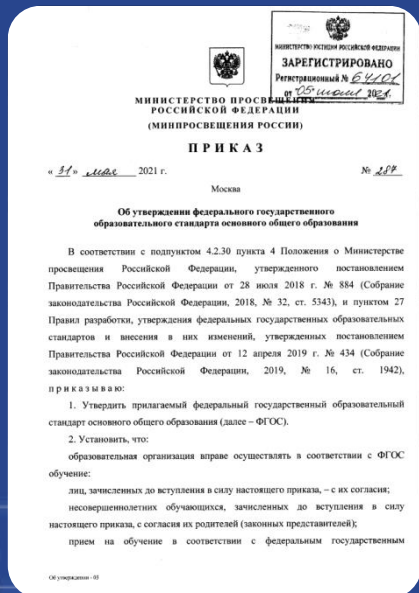 МИНИСТЕРСТВО ЮСТИЦИИ РОССИЙСКОЙ ФЕДЕРАЦИИ
ЗАРЕГИСТРИРОВАНО
Регистрационный № 64101
от "05" июля 2021.
МИНИСТЕРСТВО ПРОСВЕЩЕНИЯ
РОССИЙСКОЙ ФЕДЕРАЦИИ
(МИНПРОСВЕЩЕНИЯ РОССИИ)
П Р И К А З
« 31 » мая 2021 г. № 287
Москва
Об утверждении федерального государственного
образовательного стандарта основного общего образования
В соответствии с подпунктом 4.2.30 пункта 4 Положения о Министерстве
просвещения Российской Федерации, утвержденного постановлением
Правительства Российской Федерации от 28 июля 2018 г. № 884 (Собрание
законодательства Российской Федерации, 2018, № 32, ст. 5343), и пунктом 27
Правил разработки, утверждения федеральных государственных образовательных
стандартов и внесения в них изменений, утвержденных постановлением
Правительства Российской Федерации от 12 апреля 2019 г. № 434 (Собрание
законодательства Российской Федерации, 2019, № 16, ст. 1942),
п р и к а з ы в а ю:
1. Утвердить прилагаемый федеральный государственный образовательный
стандарт основного общего образования (далее – ФГОС).
2. Установить, что:
образовательная организация вправе осуществлять в соответствии с ФГОС
обучение:
лиц, зачисленных до вступления в силу настоящего приказа, – с их согласия;
несовершеннолетних обучающихся, зачисленных до вступления в силу
настоящего приказа, с согласия их родителей (законных представителей);
прием на обучение в соответствии с федеральным государственным
Об утверждении - 03